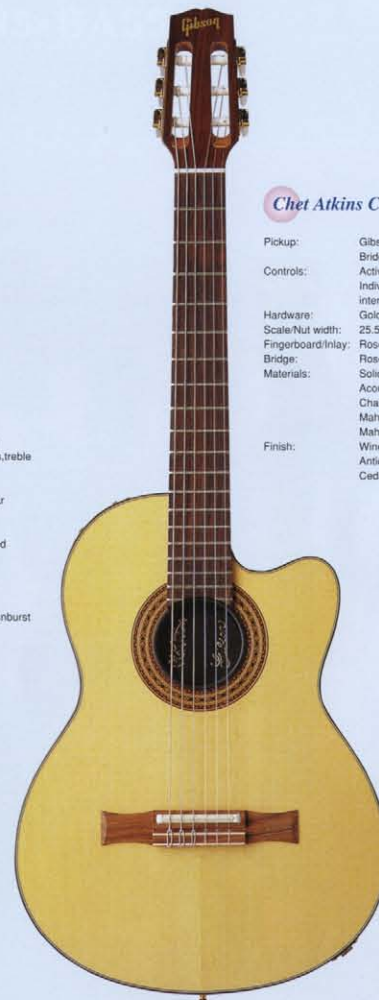 Gibson
Chet Atkins C
Pickup: Gibs
Brid
Controls: Activ
Indiv
inter
Hardware: Gold
Scale/Nut width: 25.5
Fingerboard/Inlay: Rose
Bridge: Rose
Materials: Solid
Acou
Cha
Mah
Mah
Finish: Wine
Antic
Ced
,treble
r
d
nburst